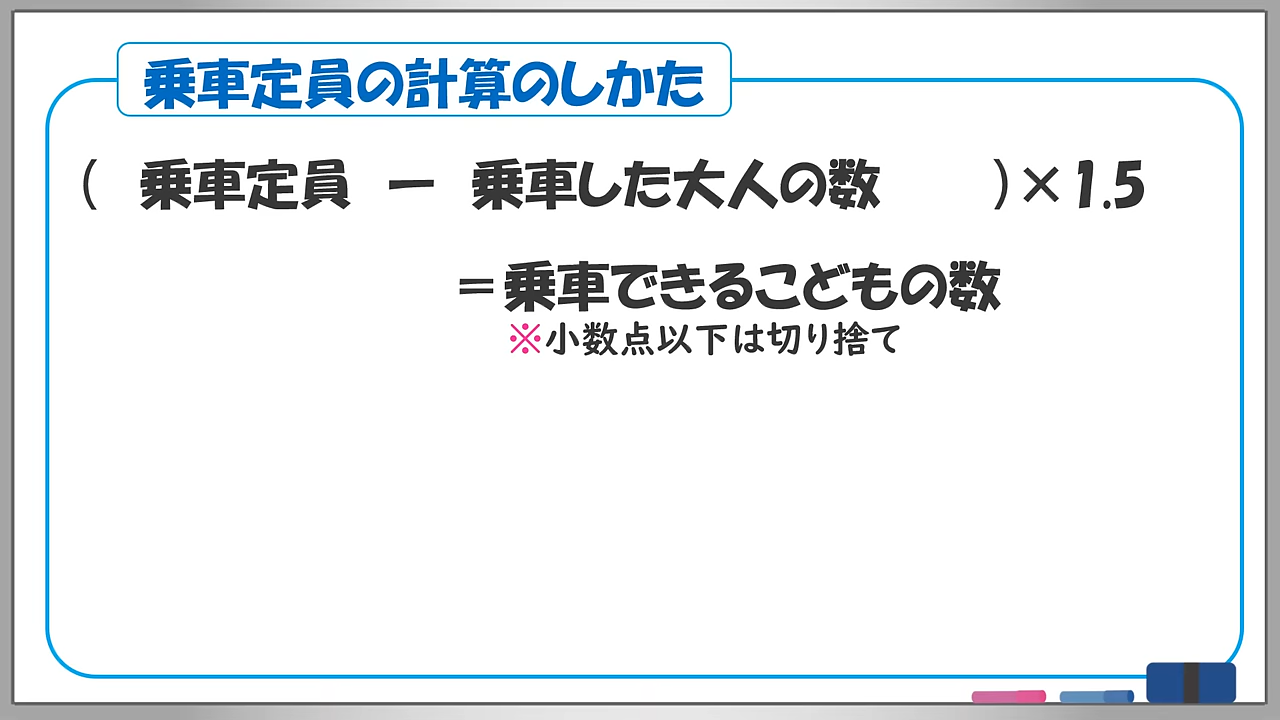 乗車定員の計算のしかた
( 乗車定員 ー 乗車した大人の数 )×1.5
＝乗車できるこどもの数
※小数点以下は切り捨て